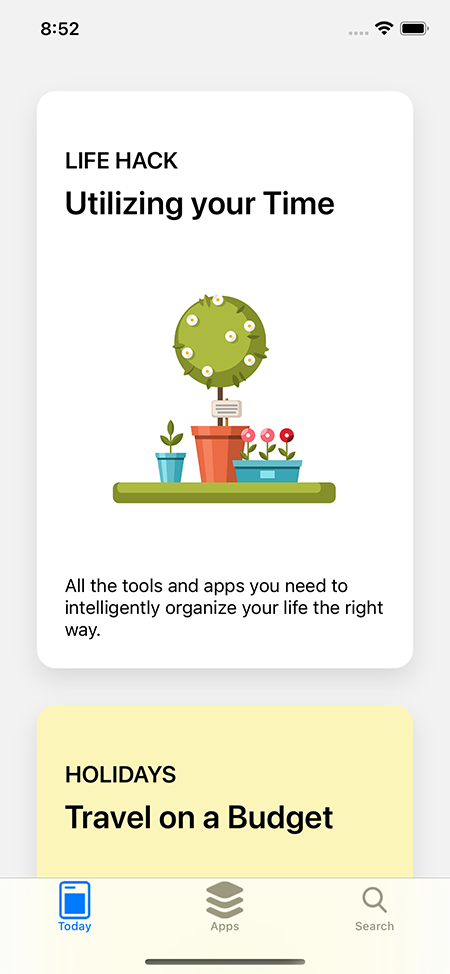 8:52
LIFE HACK
Utilizing your Time
All the tools and apps you need to
intelligently organize your life the right
way.
HOLIDAYS
Travel on a Budget
Today
Apps
Search